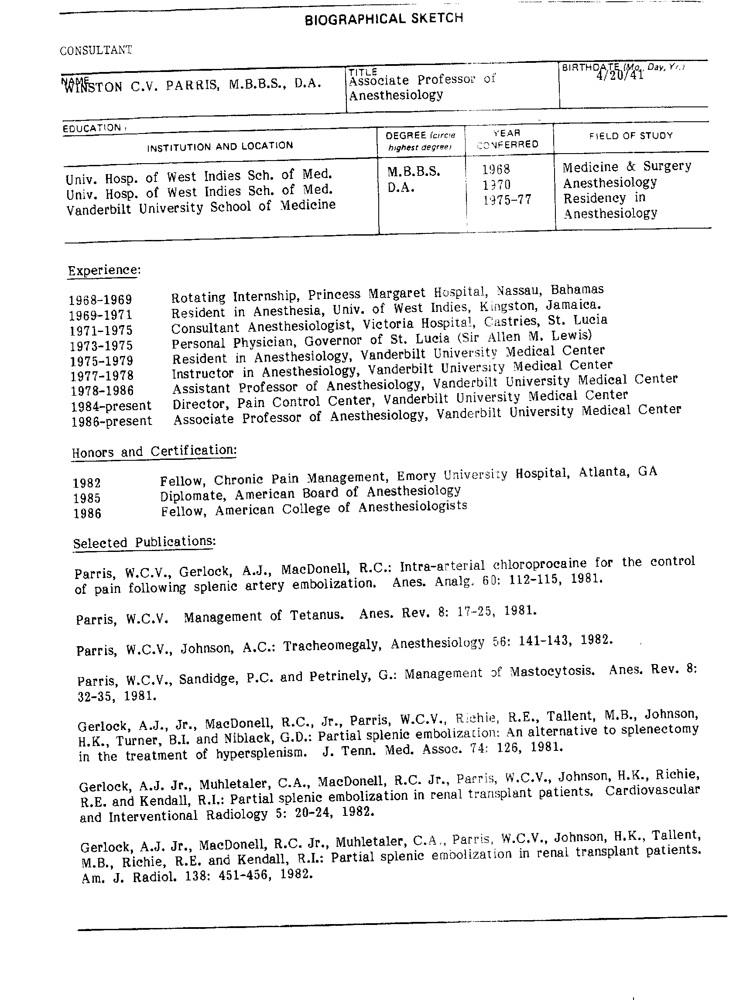 BIOGRAPHICAL SKETCH
CONSULTANT
NAME
WINSTON C.V. PARRIS, M.B.B.S., D.A.
TITLE
Associate Professor of
Anesthesiology
BIRTHDATE (Mo., Day, Yr.)
4/20/41
EDUCATION
INSTITUTION AND LOCATION
DEGREE (circle
highest degree)
YEAR
CONFERRED
FIELD OF STUDY
Univ. Hosp. of West Indies Sch. of Med. M.B.B.S. 1968 Medicine & Surgery
Univ. Hosp. of West Indies Sch. of Med. D.A. 1970 Anesthesiology
Vanderbilt University School of Medicine 1975-77 Residency in
Anesthesiology
Experience:
1968-1969 Rotating Internship, Princess Margaret Hospital, Nassau, Bahamas
1969-1971 Resident in Anesthesia, Univ. of West Indies, Kingston, Jamaica.
1971-1975 Consultant Anesthesiologist, Victoria Hospital, Castries, St. Lucia
1973-1975 Personal Physician, Governor of St. Lucia (Sir Allen M. Lewis)
1975-1979 Resident in Anesthesiology, Vanderbilt University Medical Center
1977-1978 Instructor in Anesthesiology, Vanderbilt University Medical Center
1978-1986 Assistant Professor of Anesthesiology, Vanderbilt University Medical Center
1984-present Director, Pain Control Center, Vanderbilt University Medical Center
1986-present Associate Professor of Anesthesiology, Vanderbilt University Medical Center
Honors and Certification:
1982 Fellow, Chronic Pain Management, Emory University Hospital, Atlanta, GA
1985 Diplomate, American Board of Anesthesiology
1986 Fellow, American College of Anesthesiologists
Selected Publications:
Parris, W.C.V., Gerlock, A.J., MacDonell, R.C.: Intra-arterial chloroprocaine for the control
of pain following splenic artery embolization. Anes. Analg. 60: 112-115, 1981.
Parris, W.C.V. Management of Tetanus. Anes. Rev. 8: 17-25, 1981.
Parris, W.C.V., Johnson, A.C.: Tracheomegaly, Anesthesiology 56: 141-143, 1982.
Parris, W.C.V., Sandidge, P.C. and Petrinely, G.: Management of Mastocytosis. Anes. Rev. 8:
32-35, 1981.
Gerlock, A.J., Jr., MacDonell, R.C., Jr., Parris, W.C.V., Richie, R.E., Tallent, M.B., Johnson,
H.K., Turner, B.I. and Niblack, G.D.: Partial splenic embolization: An alternative to splenectomy
in the treatment of hypersplenism. J. Tenn. Med. Assoc. 74: 126, 1981.
Gerlock, A.J. Jr., Muhletaler, C.A., MacDonell, R.C. Jr., Parris, W.C.V., Johnson, H.K., Richie,
R.E. and Kendall, R.I.: Partial splenic embolization in renal transplant patients. Cardiovascular
and Interventional Radiology 5: 20-24, 1982.
Gerlock, A.J. Jr., MacDonell, R.C. Jr., Muhletaler, C.A., Parris, W.C.V., Johnson, H.K., Tallent,
M.B., Richie, R.E. and Kendall, R.I.: Partial splenic embolization in renal transplant patients.
Am. J. Radiol. 138: 451-456, 1982.